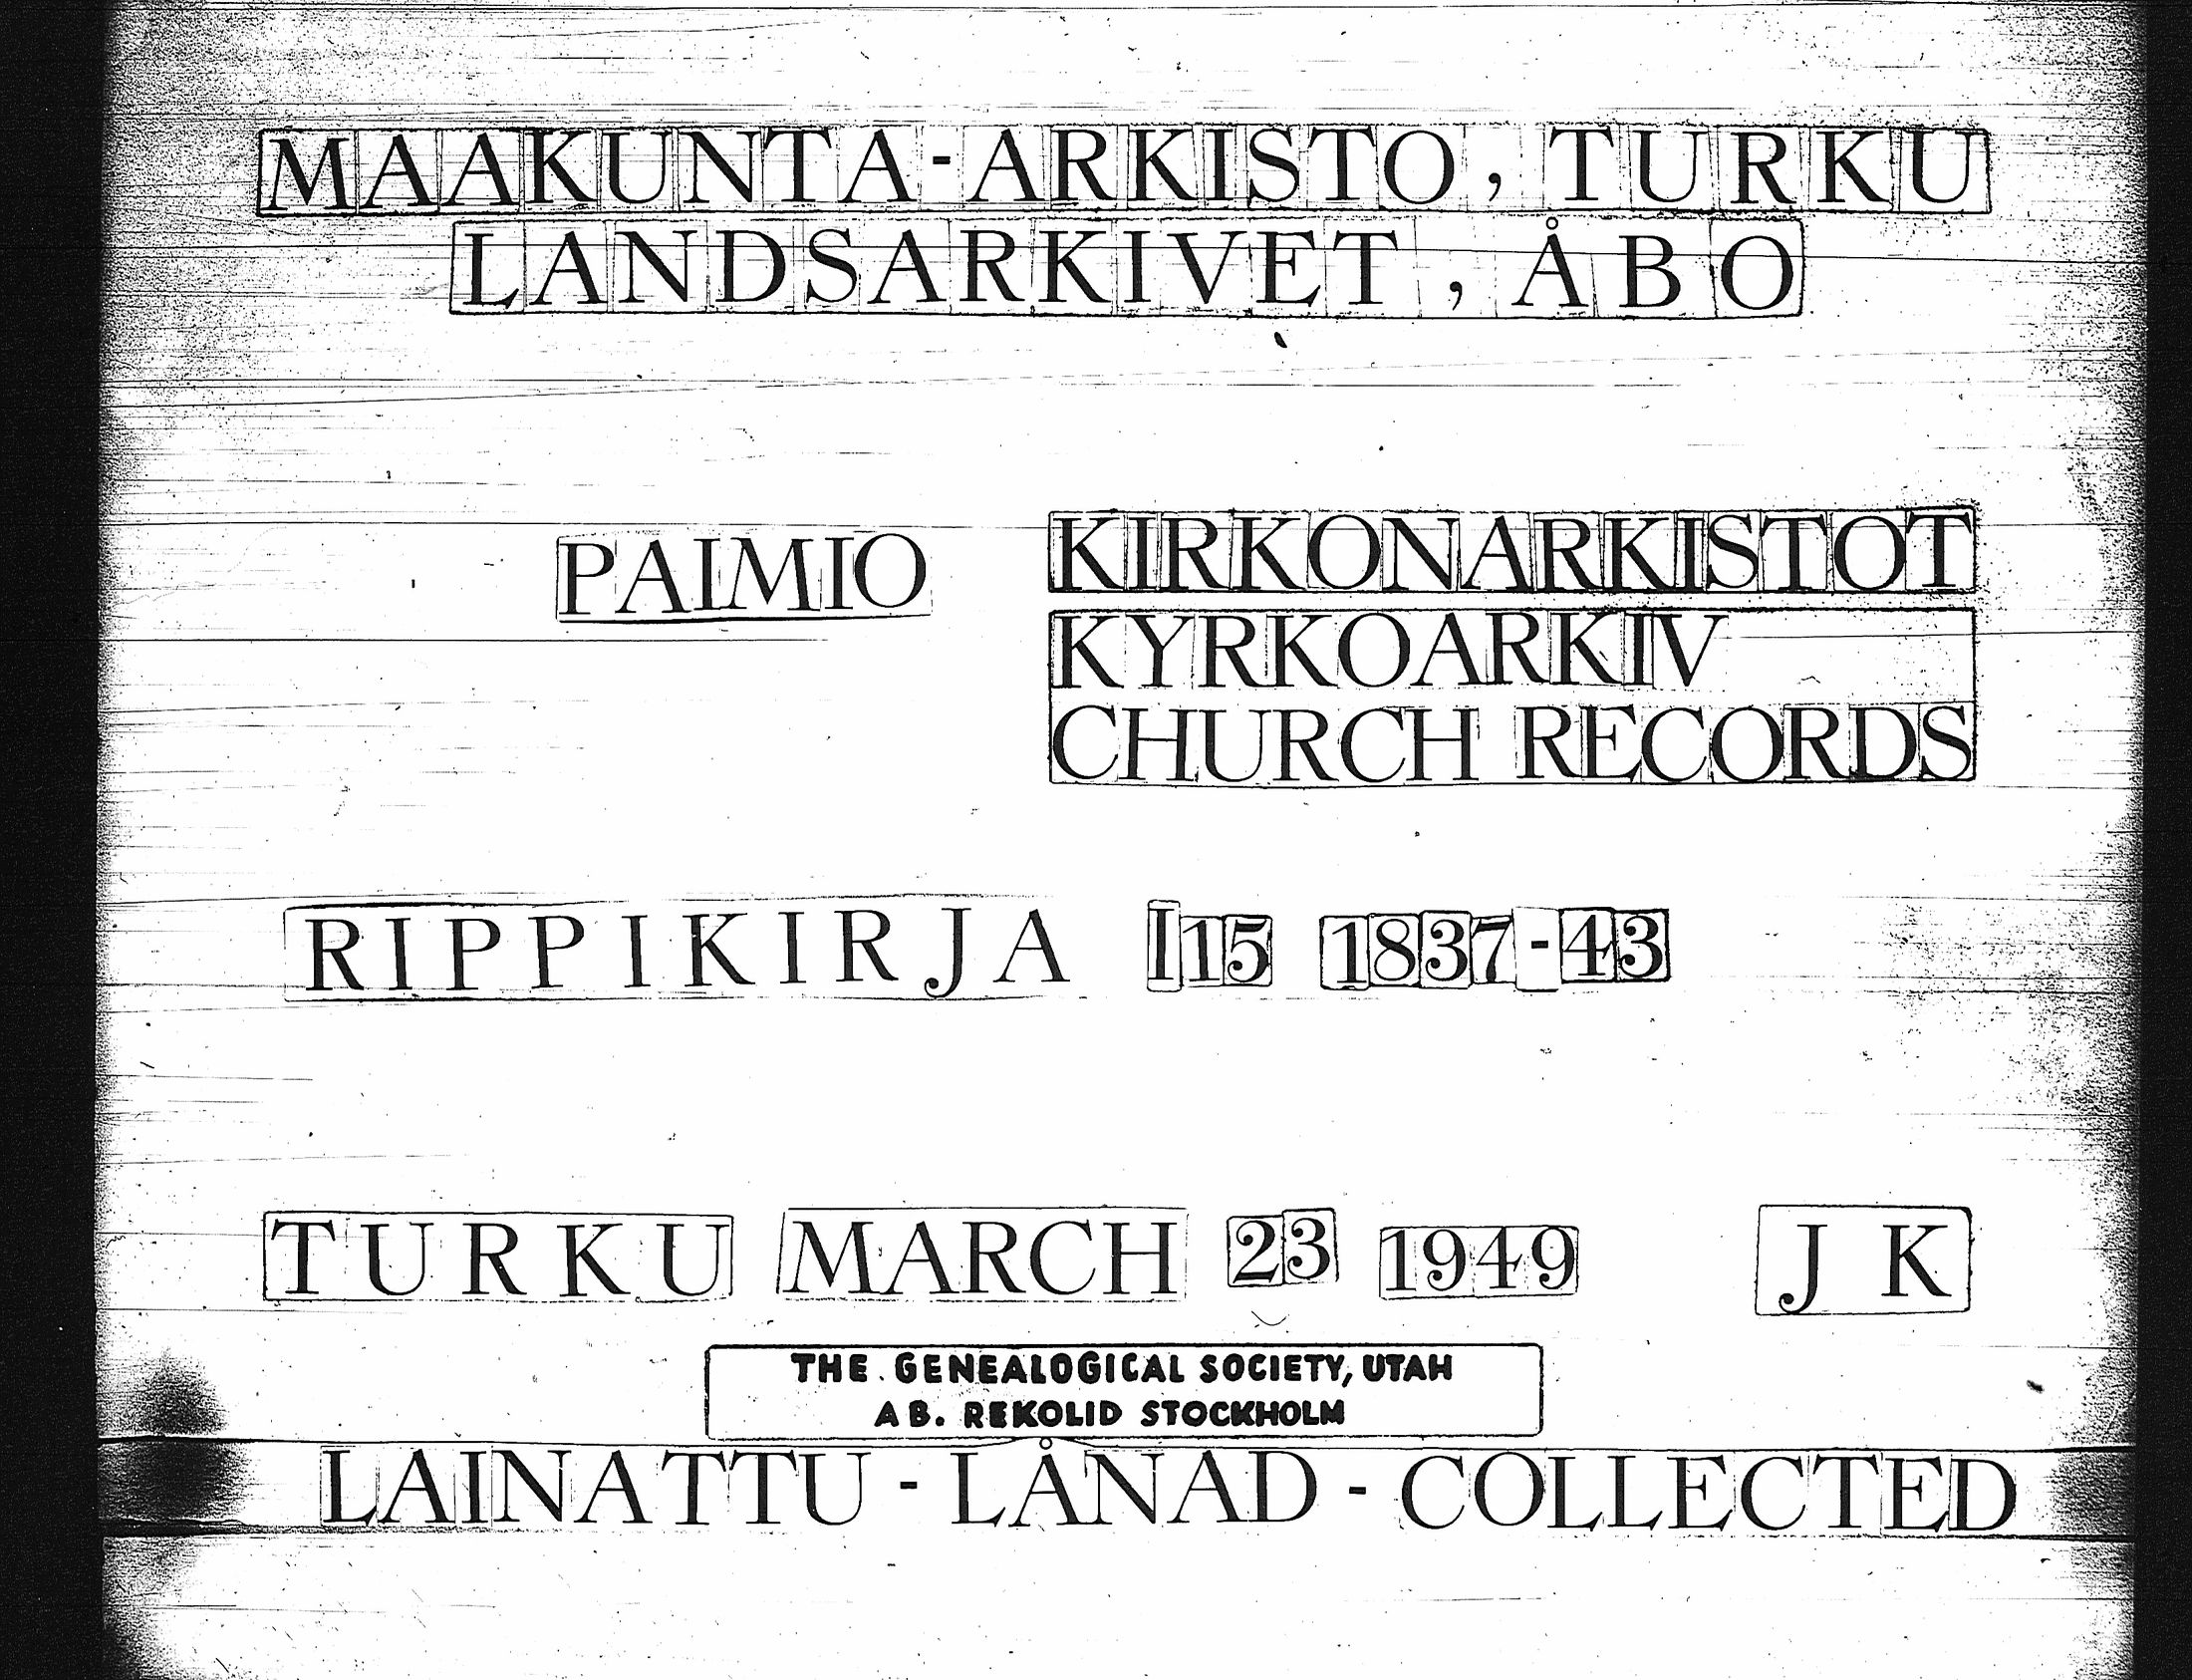 MAAKUNTA-ARKISTO, TURKU
LANDSARKIVET, ÅBO
PAIMIO
KIRKONARKISTOT
KYRKOARKIV
CHURCH RECORDS
RIPPIKIRJA I15 1837-43
TURKU MARCH 23 1949 J K
THE GENEALOGICAL SOCIETY, UTAH
AB. REKOLID STOCKHOLM
LAINATTU - LÅNAD - COLLECTED